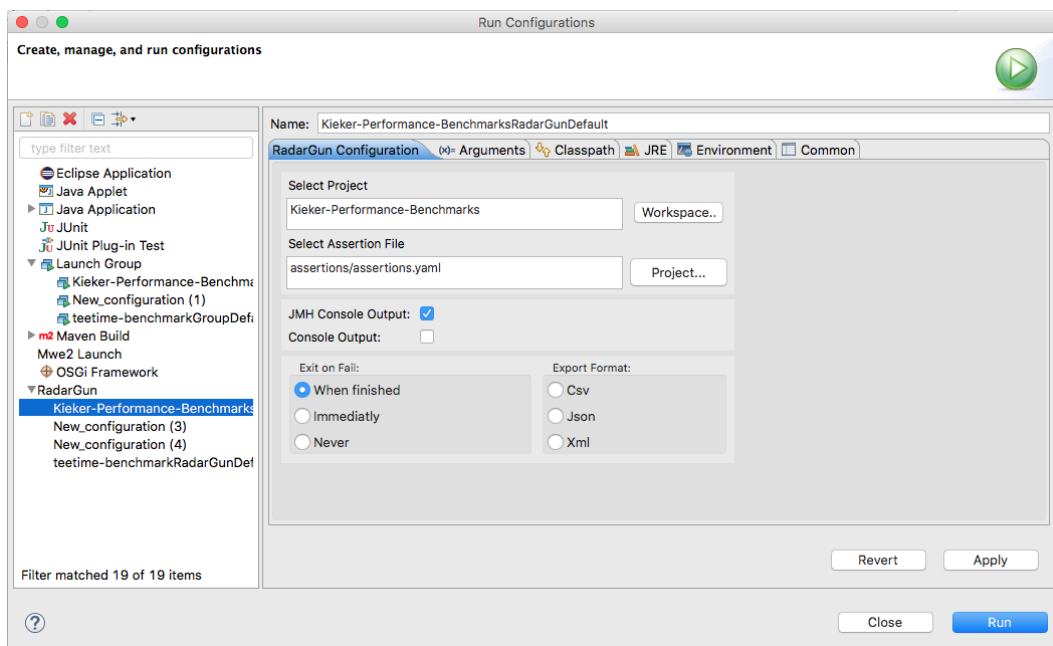 Run Configurations
Create, manage, and run configurations
Name: Kieker-Performance-BenchmarksRadarGunDefault
type filter text
RadarGun Configuration (x)= Arguments Classpath JRE Environment Common
Eclipse Application
Java Applet
Java Application
Ju JUnit
Jü JUnit Plug-in Test
Launch Group
Kieker-Performance-Benchma
New_configuration (1)
teetime-benchmarkGroupDefa
m2 Maven Build
Mwe2 Launch
OSGi Framework
RadarGun
Kieker-Performance-Benchmarks
New_configuration (3)
New_configuration (4)
teetime-benchmarkRadarGunDef
Filter matched 19 of 19 items
Select Project
Kieker-Performance-Benchmarks
Workspace..
Select Assertion File
assertions/assertions.yaml
Project...
JMH Console Output:
Console Output:
Exit on Fail:
When finished
Immediatly
Never
Export Format:
Csv
Json
Xml
Revert
Apply
?
Close
Run